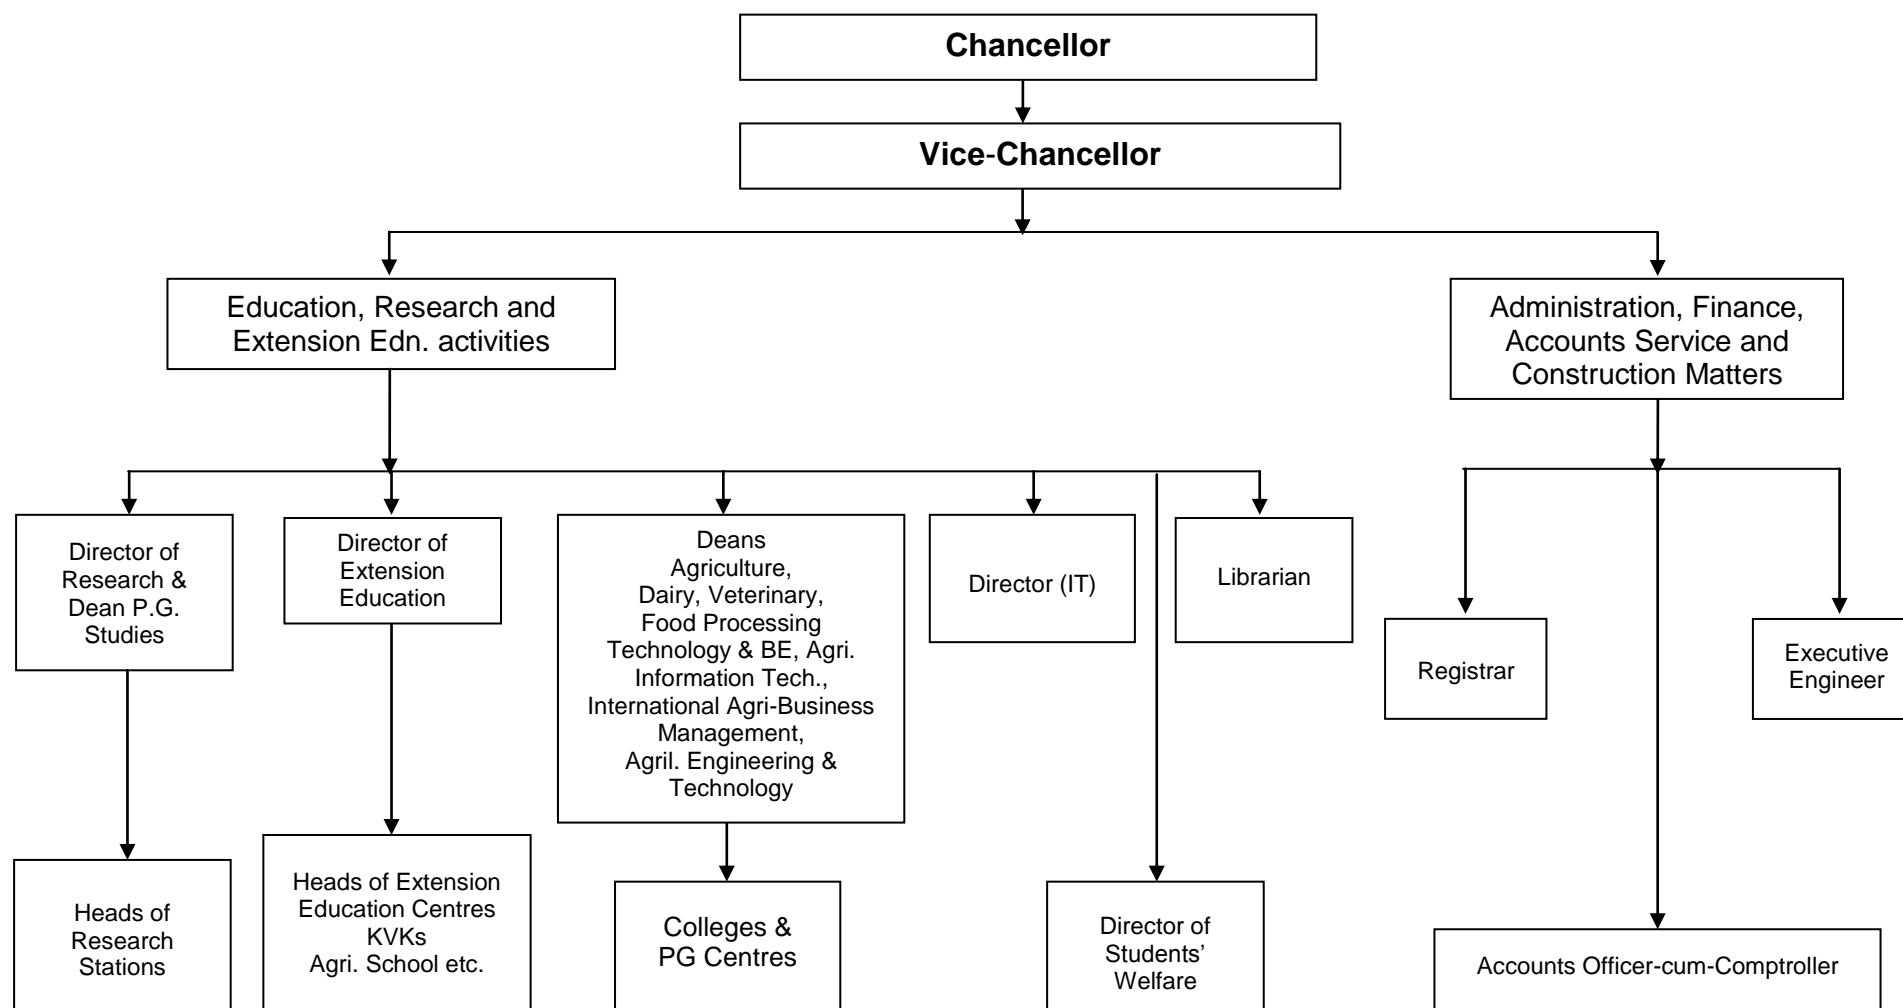 Chancellor
Vice-Chancellor
Education, Research and
Extension Edn. activities
Administration, Finance,
Accounts Service and
Construction Matters
Director of
Research &
Dean P.G.
Studies
Director of
Extension
Education
Deans
Agriculture,
Dairy, Veterinary,
Food Processing
Technology & BE, Agri.
Information Tech.,
International Agri-Business
Management,
Agril. Engineering &
Technology
Director (IT)
Librarian
Registrar
Executive
Engineer
Heads of
Research
Stations
Heads of Extension
Education Centres
KVKs
Agri. School etc.
Colleges &
PG Centres
Director of
Students’
Welfare
Accounts Officer-cum-Comptroller